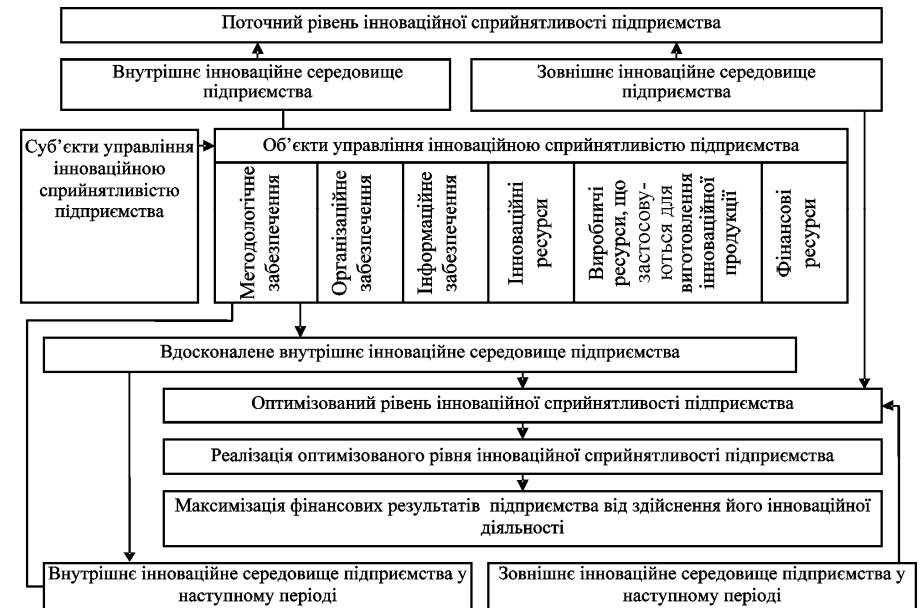 Поточний рівень інноваційної сприйнятливості підприємства
Внутрішнє інноваційне середовище
підприємства
Зовнішнє інноваційне середовище
підприємства
Суб’єкти управління
інноваційною
сприйнятливістю
підприємства
Об’єкти управління інноваційною сприйнятливістю підприємства
Методологічне
забезпечення
Організаційне
забезпечення
Інформаційне
забезпечення
Інноваційні
ресурси
Виробничі
ресурси, що
застосову-
ються для
виготовлення
інноваційної
продукції
Фінансові
ресурси
Вдосконалене внутрішнє інноваційне середовище підприємства
Оптимізований рівень інноваційної сприйнятливості підприємства
Реалізація оптимізованого рівня інноваційної сприйнятливості підприємства
Максимізація фінансових результатів підприємства від здійснення його інноваційної
діяльності
Внутрішнє інноваційне середовище підприємства у
наступному періоді
Зовнішнє інноваційне середовище підприємства у
наступному періоді